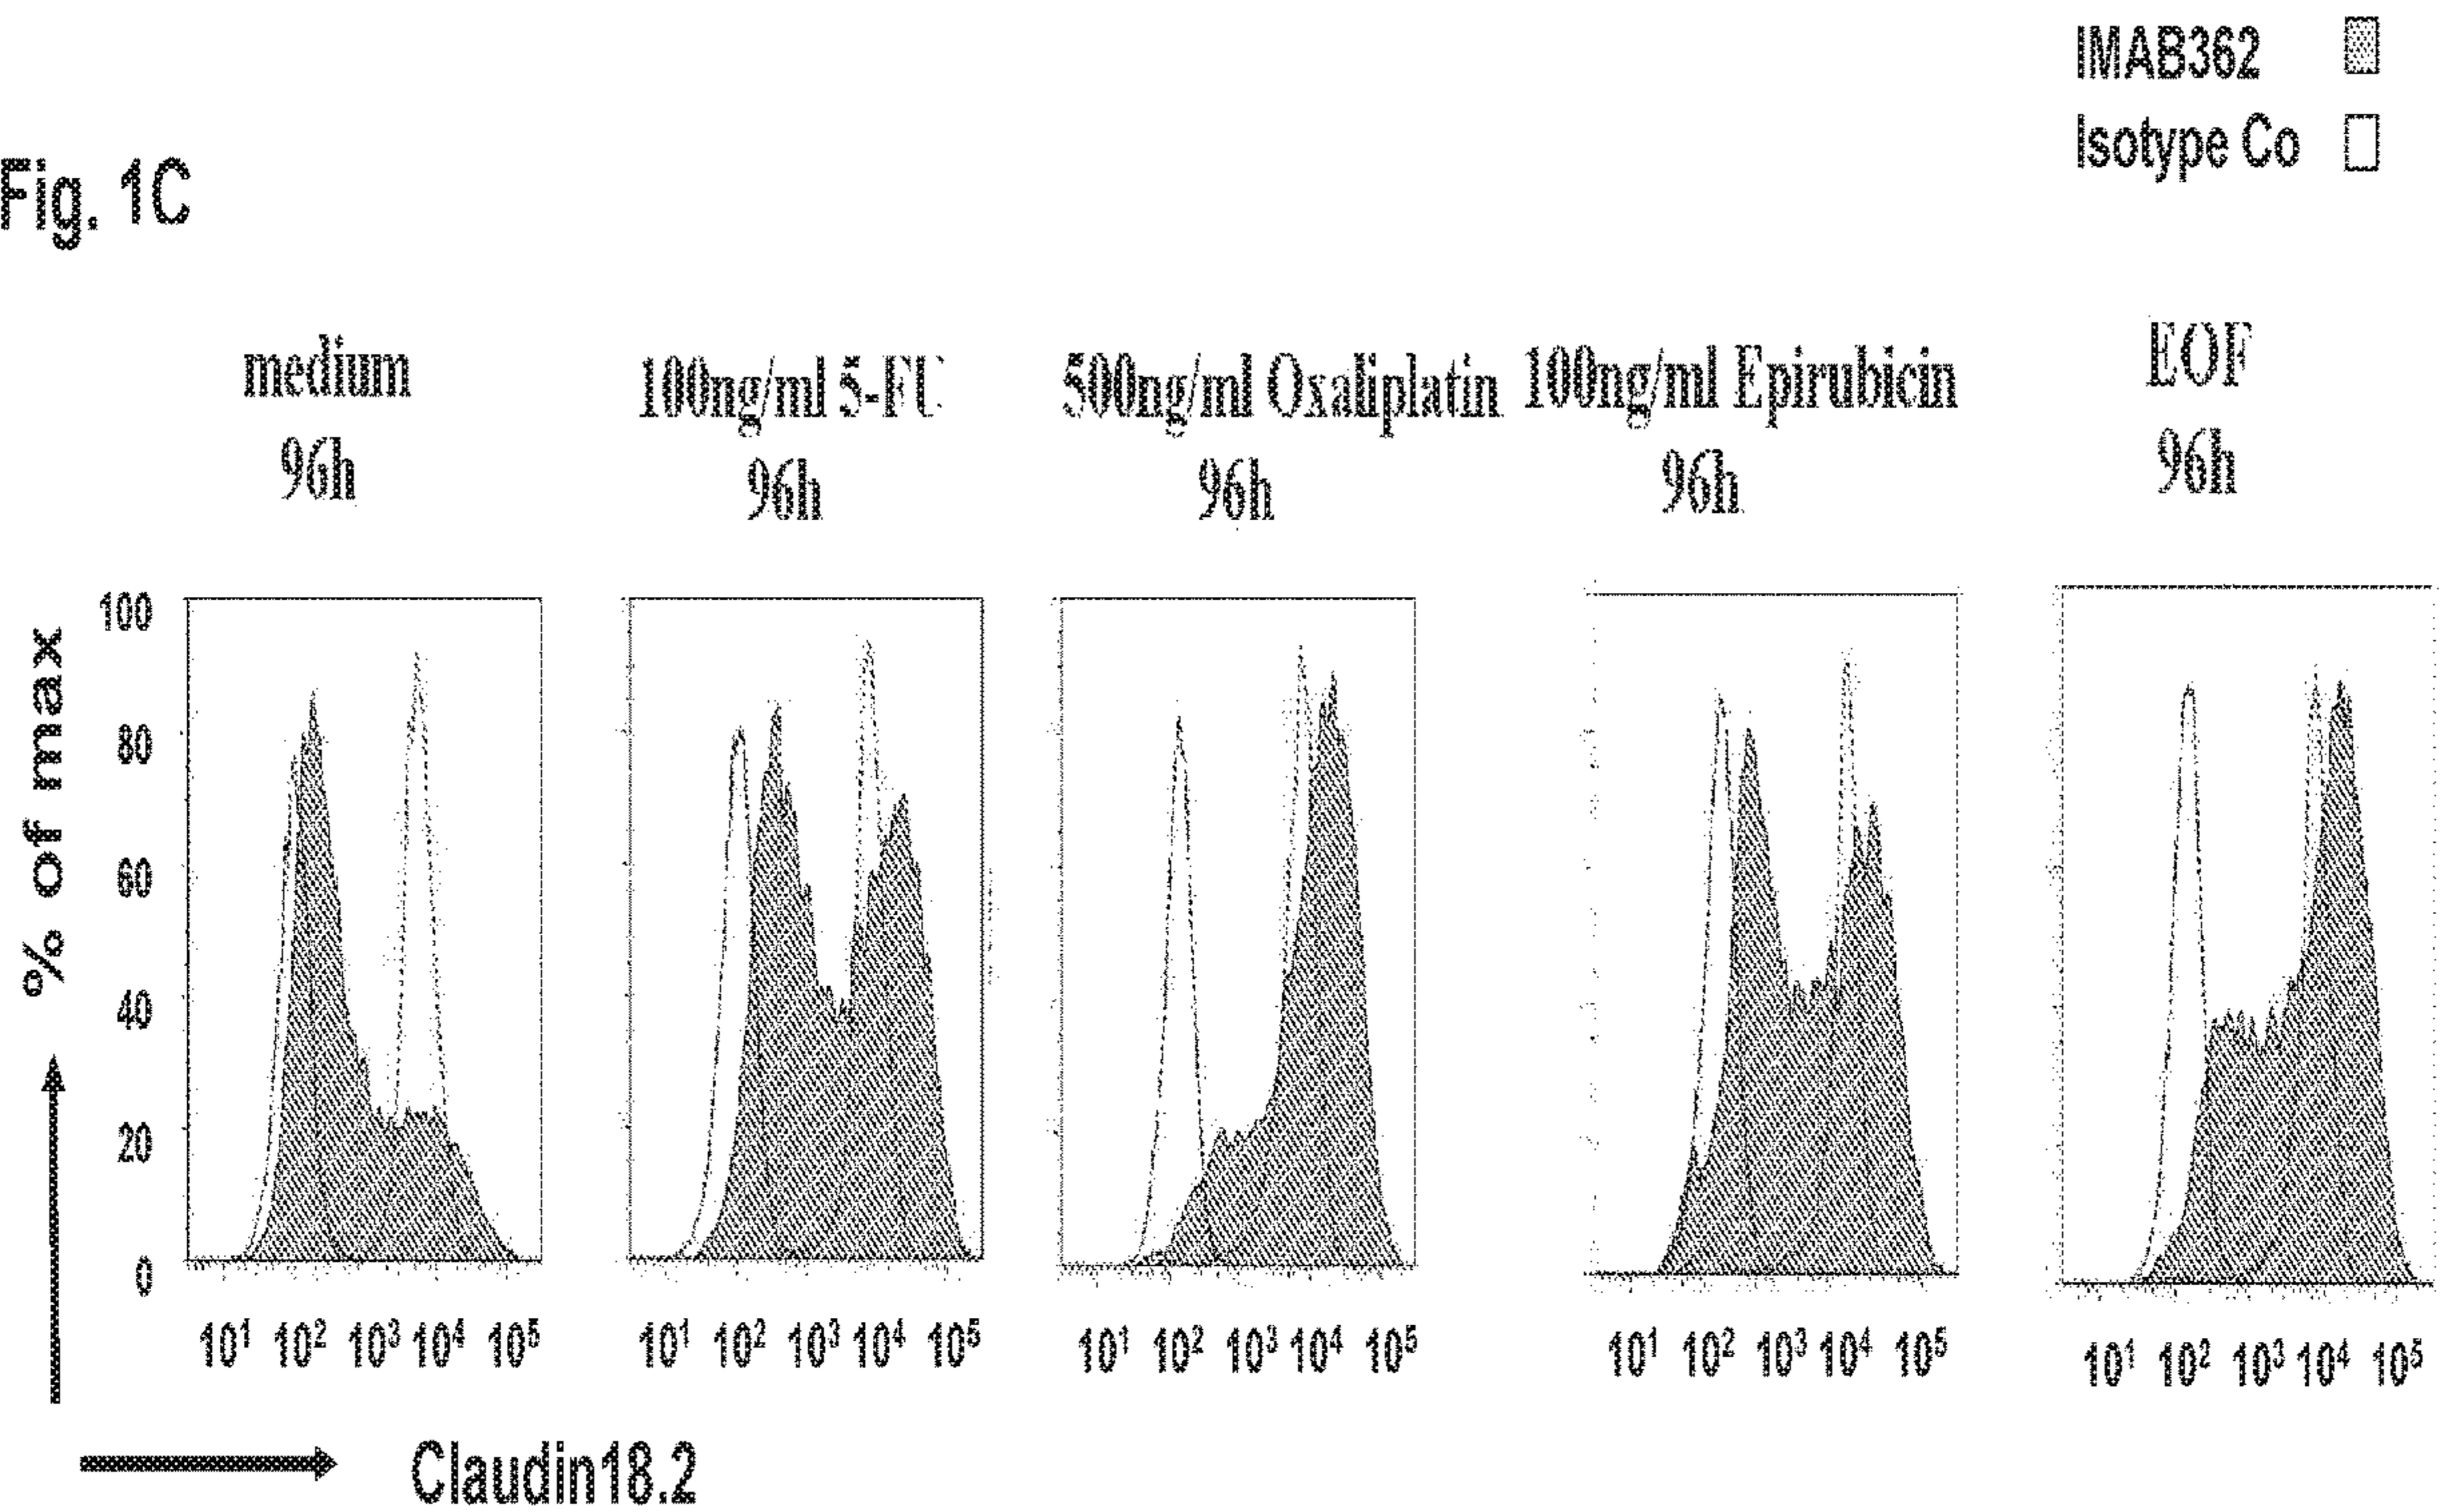 IMAB362
Isotype Co
Fig. 1C
medium
96h
100ng/ml 5-FU
96h
500ng/ml Oxaliplatin
96h
100ng/ml Epirubicin
96h
EOF
96h
% of max
100
80
60
40
20
0
10¹ 10² 10³ 10⁴ 10⁵
10¹ 10² 10³ 10⁴ 10⁵
10¹ 10² 10³ 10⁴ 10⁵
10¹ 10² 10³ 10⁴ 10⁵
10¹ 10² 10³ 10⁴ 10⁵
Claudin18.2